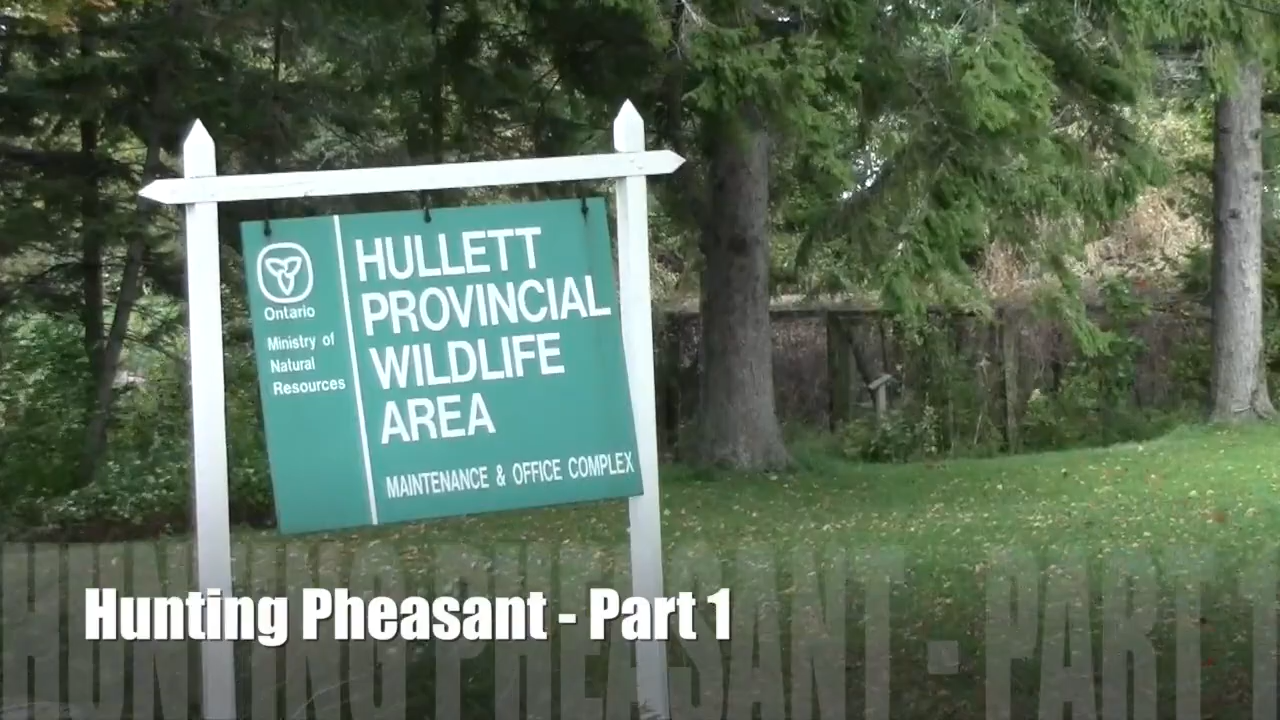 Ontario
Ministry of
Natural
Resources
HULLETT
PROVINCIAL
WILDLIFE
AREA
MAINTENANCE & OFFICE COMPLEX
Hunting Pheasant - Part 1
HUNTING PHEASANT - PART 1